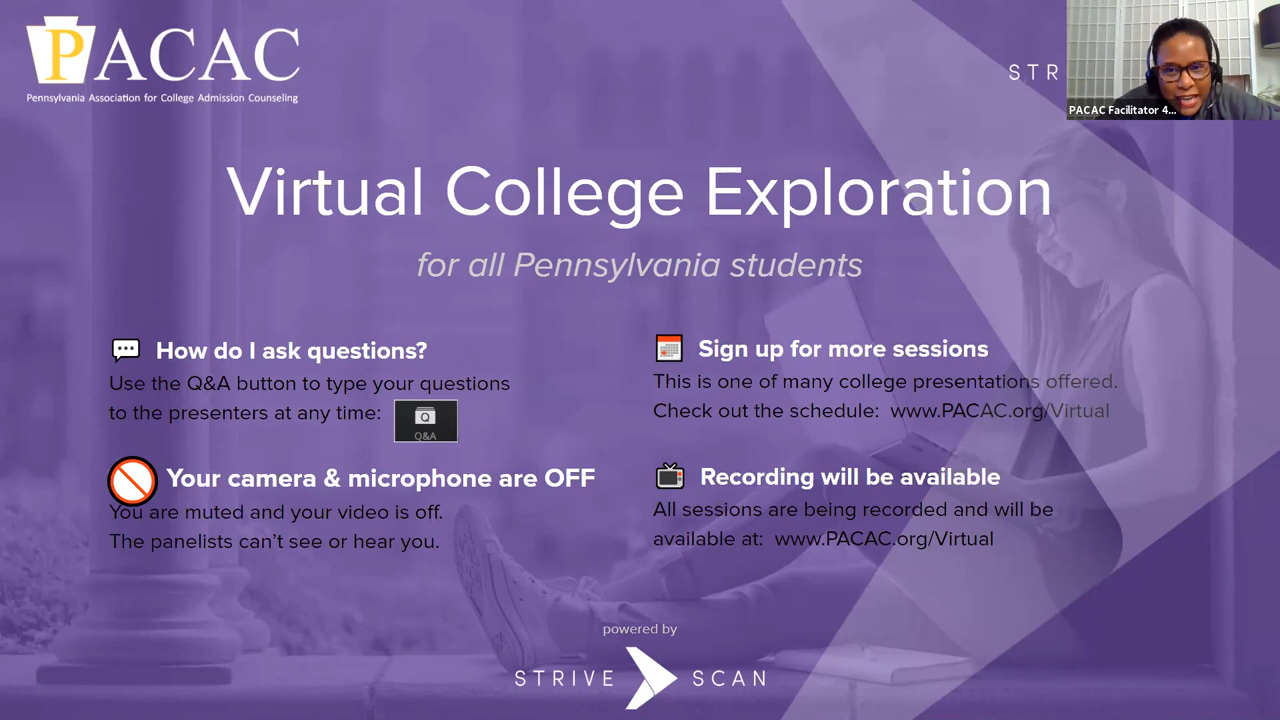 PACAC
Pennsylvania Association for College Admission Counseling
STR
PACAC Facilitator 4...
Virtual College Exploration
for all Pennsylvania students
How do I ask questions?
Use the Q&A button to type your questions
to the presenters at any time:
Q
Q&A
Your camera & microphone are OFF
You are muted and your video is off.
The panelists can't see or hear you.
Sign up for more sessions
This is one of many college presentations offered.
Check out the schedule: www.PACAC.org/Virtual
Recording will be available
All sessions are being recorded and will be
available at: www.PACAC.org/Virtual
powered by
STRIVE SCAN